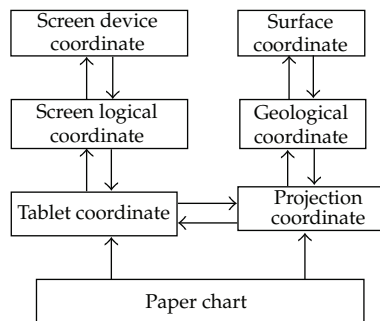 Screen device
coordinate
Surface
coordinate
Screen logical
coordinate
Geological
coordinate
Tablet coordinate
Projection
coordinate
Paper chart